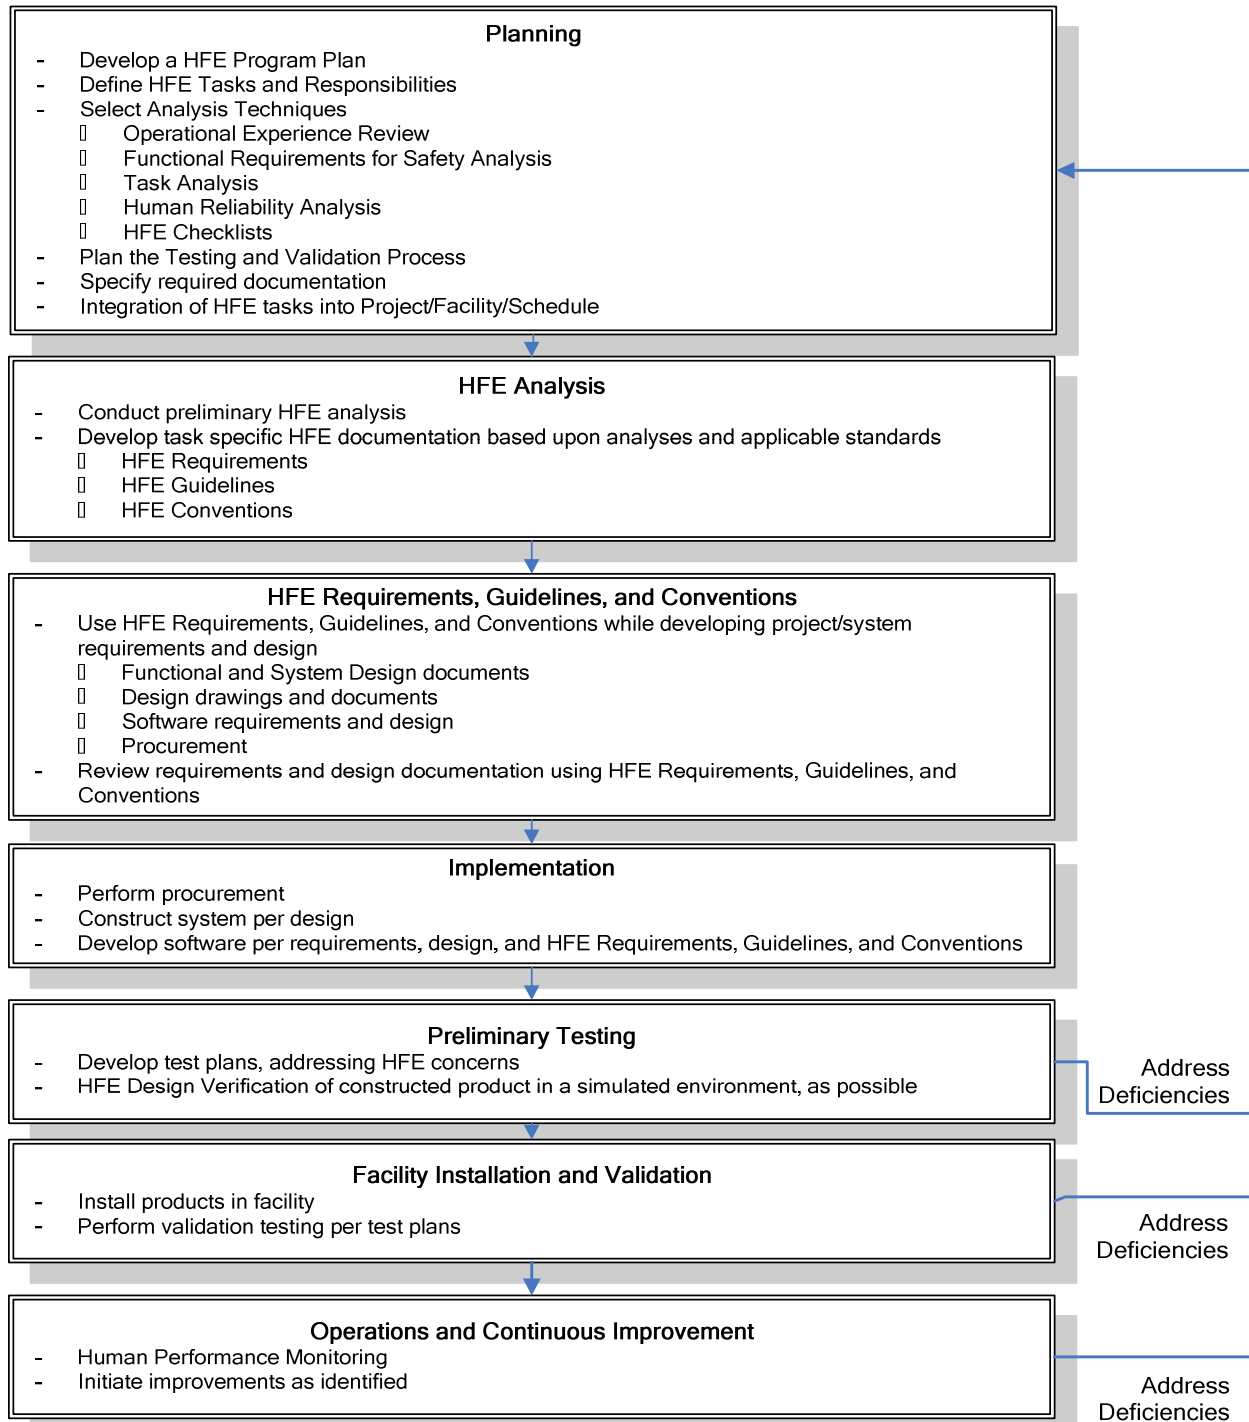 Planning
- Develop a HFE Program Plan
- Define HFE Tasks and Responsibilities
- Select Analysis Techniques
▯ Operational Experience Review
▯ Functional Requirements for Safety Analysis
▯ Task Analysis
▯ Human Reliability Analysis
▯ HFE Checklists
- Plan the Testing and Validation Process
- Specify required documentation
- Integration of HFE tasks into Project/Facility/Schedule
HFE Analysis
- Conduct preliminary HFE analysis
- Develop task specific HFE documentation based upon analyses and applicable standards
▯ HFE Requirements
▯ HFE Guidelines
▯ HFE Conventions
HFE Requirements, Guidelines, and Conventions
- Use HFE Requirements, Guidelines, and Conventions while developing project/system
requirements and design
▯ Functional and System Design documents
▯ Design drawings and documents
▯ Software requirements and design
▯ Procurement
- Review requirements and design documentation using HFE Requirements, Guidelines, and
Conventions
Implementation
- Perform procurement
- Construct system per design
- Develop software per requirements, design, and HFE Requirements, Guidelines, and Conventions
Preliminary Testing
- Develop test plans, addressing HFE concerns
- HFE Design Verification of constructed product in a simulated environment, as possible
Address
Deficiencies
Facility Installation and Validation
- Install products in facility
- Perform validation testing per test plans
Address
Deficiencies
Operations and Continuous Improvement
- Human Performance Monitoring
- Initiate improvements as identified
Address
Deficiencies